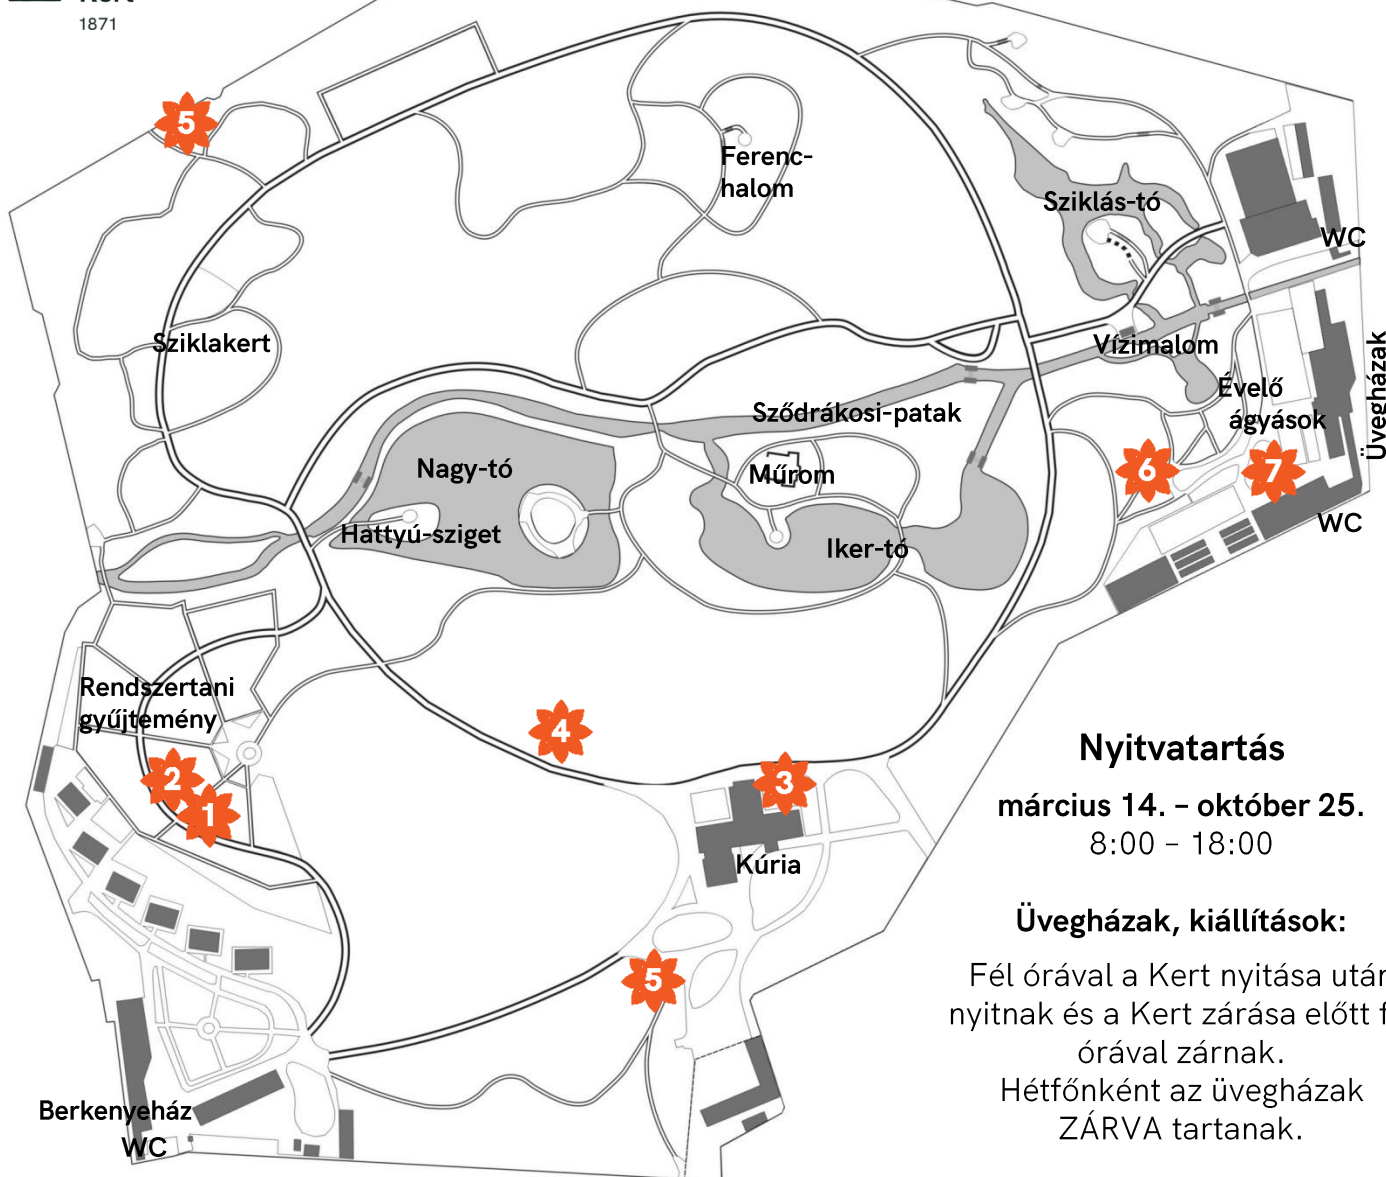 1871
5
Ferenc-
halom
Sziklás-tó
WC
Sziklakert
Vízimalom
Üvegházak
Évelő
ágyások
Sződrákosi-patak
Nagy-tó
Műrom
6
7
Hattyú-sziget
Iker-tó
WC
Rendszertani
gyűjtemény
4
2
1
3
Kúria
5
Berkenyeház
WC
Nyitvatartás
március 14. – október 25.
8:00 – 18:00
Üvegházak, kiállítások:
Fél órával a Kert nyitása
nyitnak és a Kert zárása előtt
órával zárnak.
Hétfőnként az üvegházak
ZÁRVA tartanak.